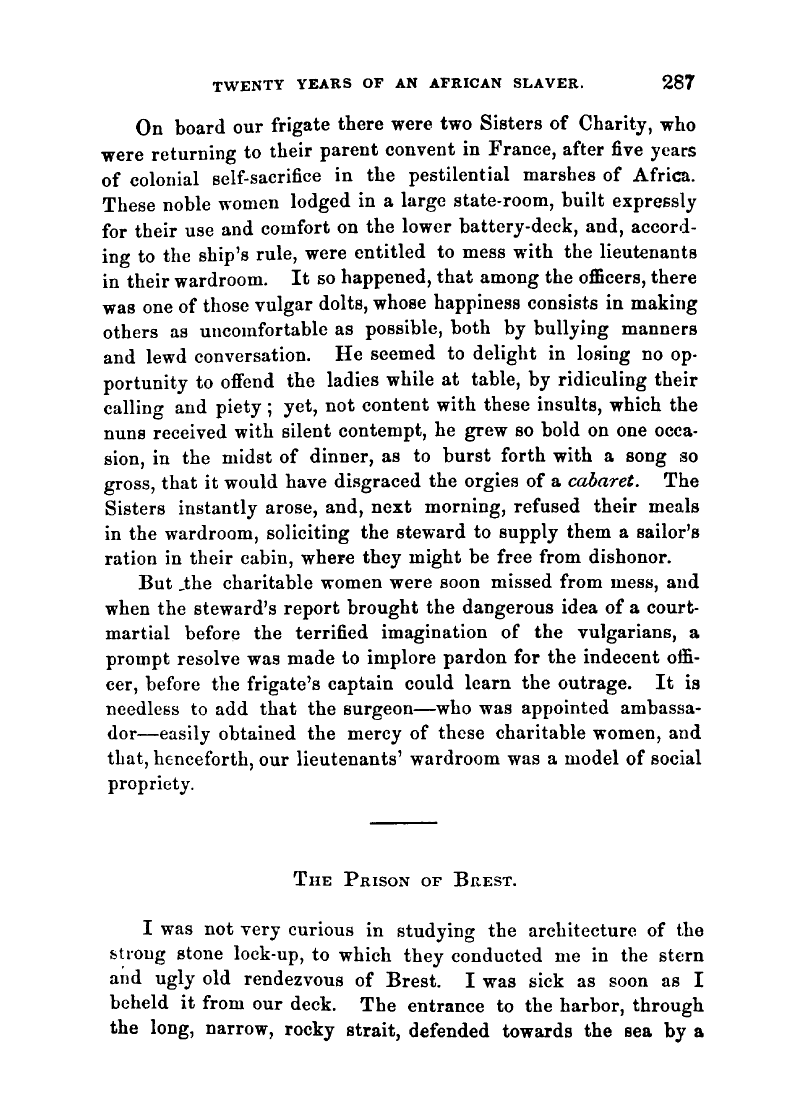 TWENTY YEARS OF AN AFRICAN SLAVER. 287
On board our frigate there were two Sisters of Charity, who
were returning to their parent convent in France, after five years
of colonial self-sacrifice in the pestilential marshes of Africa.
These noble women lodged in a large state-room, built expressly
for their use and comfort on the lower battery-deck, and, accord-
ing to the ship's rule, were entitled to mess with the lieutenants
in their wardroom. It so happened, that among the officers, there
was one of those vulgar dolts, whose happiness consists in making
others as uncomfortable as possible, both by bullying manners
and lewd conversation. He seemed to delight in losing no op-
portunity to offend the ladies while at table, by ridiculing their
calling and piety; yet, not content with these insults, which the
nuns received with silent contempt, he grew so bold on one occa-
sion, in the midst of dinner, as to burst forth with a song so
gross, that it would have disgraced the orgies of a cabaret. The
Sisters instantly arose, and, next morning, refused their meals
in the wardroom, soliciting the steward to supply them a sailor's
ration in their cabin, where they might be free from dishonor.
But the charitable women were soon missed from mess, and
when the steward's report brought the dangerous idea of a court-
martial before the terrified imagination of the vulgarians, a
prompt resolve was made to implore pardon for the indecent offi-
cer, before the frigate's captain could learn the outrage. It is
needless to add that the surgeon—who was appointed ambassa-
dor—easily obtained the mercy of these charitable women, and
that, henceforth, our lieutenants' wardroom was a model of social
propriety.
THE PRISON OF BREST.
I was not very curious in studying the architecture of the
strong stone lock-up, to which they conducted me in the stern
and ugly old rendezvous of Brest. I was sick as soon as I
beheld it from our deck. The entrance to the harbor, through
the long, narrow, rocky strait, defended towards the sea by a